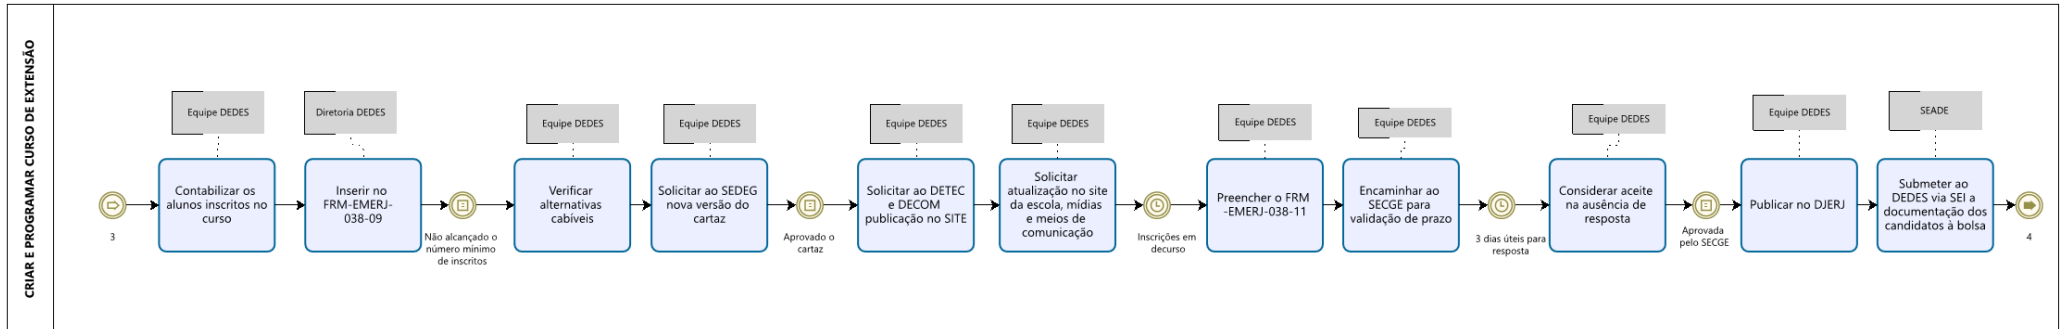 CRIAR E PROGRAMAR CURSO DE EXTENSÃO
3
Equipe DEDES
Contabilizar os
alunos inscritos no
curso
Diretoria DEDES
Inserir no
FRM-EMERJ-
038-09
Não alcançado o
número mínimo
de inscritos
Equipe DEDES
Verificar
alternativas
cabíveis
Equipe DEDES
Solicitar ao SEDEG
nova versão do
cartaz
Aprovado o
cartaz
Equipe DEDES
Solicitar ao DETEC
e DECOM
publicação no SITE
Equipe DEDES
Solicitar
atualização no site
da escola, mídias
e meios de
comunicação
Inscrições em
decurso
Equipe DEDES
Preencher o FRM
-EMERJ-038-11
Equipe DEDES
Encaminhar ao
SECGE para
validação de prazo
3 dias úteis para
resposta
Equipe DEDES
Considerar aceite
na ausência de
resposta
Aprovada
pelo SECGE
Equipe DEDES
Publicar no DJERJ
SEADE
Submeter ao
DEDES via SEI a
documentação dos
candidatos à bolsa
4